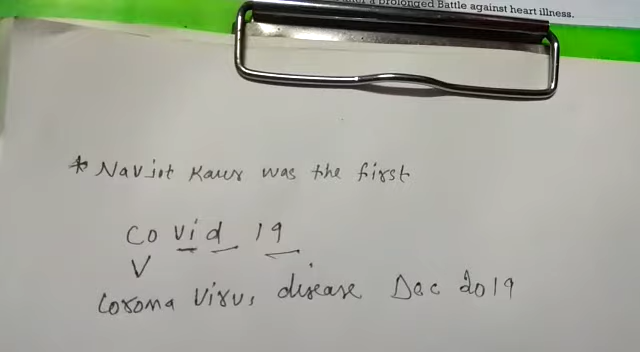 a prolonged Battle against heart illness.
* Navjot Kaur was the first
Covid 19
Corona Virus disease Dec 2019